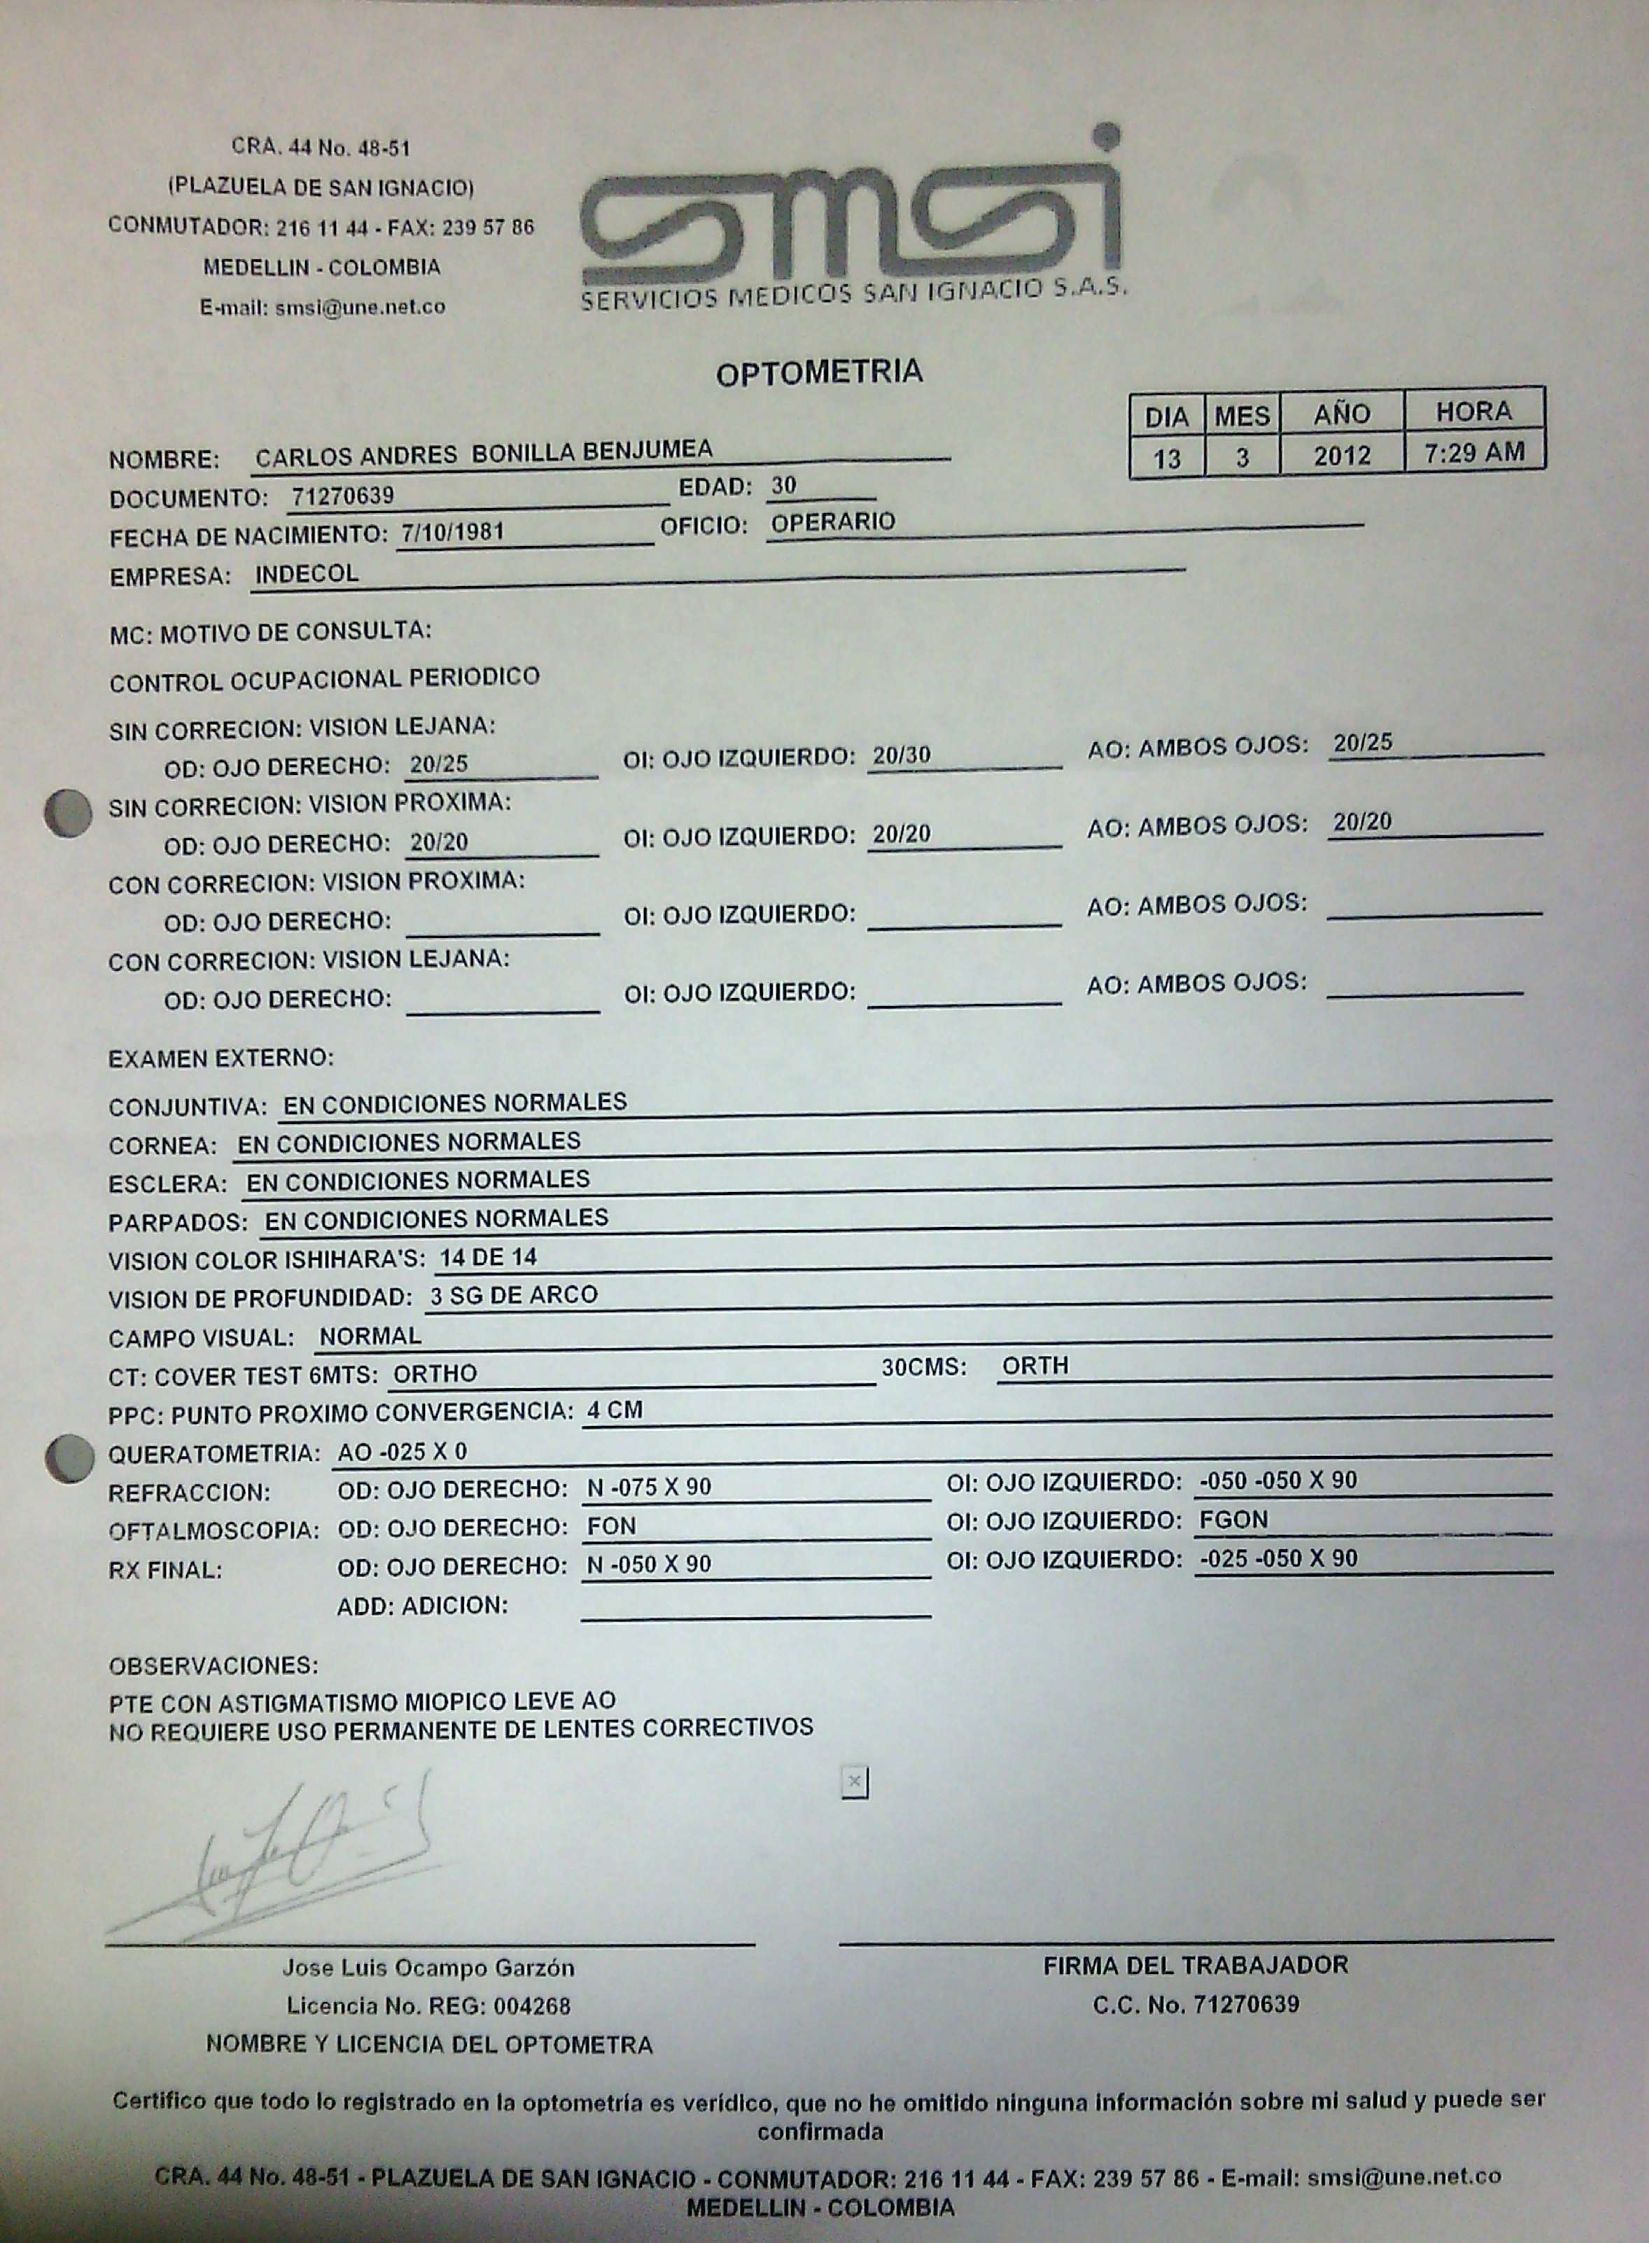 CRA. 44 No. 48-51
(PLAZUELA DE SAN IGNACIO)
CONMUTADOR: 216 11 44 - FAX: 239 57 86
MEDELLIN - COLOMBIA
E-mail: smsi@une.net.co
smsi
SERVICIOS MEDICOS SAN IGNACIO S.A.S.
OPTOMETRIA
DIA MES AÑO HORA
13 3 2012 7:29 AM
NOMBRE: CARLOS ANDRES BONILLA BENJUMEA
DOCUMENTO: 71270639 EDAD: 30
FECHA DE NACIMIENTO: 7/10/1981 OFICIO: OPERARIO
EMPRESA: INDECOL
MC: MOTIVO DE CONSULTA:
CONTROL OCUPACIONAL PERIODICO
SIN CORRECION: VISION LEJANA:
OD: OJO DERECHO: 20/25 OI: OJO IZQUIERDO: 20/30 AO: AMBOS OJOS: 20/25
SIN CORRECION: VISION PROXIMA:
OD: OJO DERECHO: 20/20 OI: OJO IZQUIERDO: 20/20 AO: AMBOS OJOS: 20/20
CON CORRECION: VISION PROXIMA:
OD: OJO DERECHO: OI: OJO IZQUIERDO: AO: AMBOS OJOS:
CON CORRECION: VISION LEJANA:
OD: OJO DERECHO: OI: OJO IZQUIERDO: AO: AMBOS OJOS:
EXAMEN EXTERNO:
CONJUNTIVA: EN CONDICIONES NORMALES
CORNEA: EN CONDICIONES NORMALES
ESCLERA: EN CONDICIONES NORMALES
PARPADOS: EN CONDICIONES NORMALES
VISION COLOR ISHIHARA'S: 14 DE 14
VISION DE PROFUNDIDAD: 3 SG DE ARCO
CAMPO VISUAL: NORMAL
CT: COVER TEST 6MTS: ORTHO 30CMS: ORTH
PPC: PUNTO PROXIMO CONVERGENCIA: 4 CM
QUERATOMETRIA: AO -025 X 0
REFRACCION: OD: OJO DERECHO: N -075 X 90 OI: OJO IZQUIERDO: -050 -050 X 90
OFTALMOSCOPIA: OD: OJO DERECHO: FON OI: OJO IZQUIERDO: FGON
RX FINAL: OD: OJO DERECHO: N -050 X 90 OI: OJO IZQUIERDO: -025 -050 X 90
ADD: ADICION:
OBSERVACIONES:
PTE CON ASTIGMATISMO MIOPICO LEVE AO
NO REQUIERE USO PERMANENTE DE LENTES CORRECTIVOS
Jose Luis Ocampo Garzón FIRMA DEL TRABAJADOR
Licencia No. REG: 004268 C.C. No. 71270639
NOMBRE Y LICENCIA DEL OPTOMETRA
Certifico que todo lo registrado en la optometría es verídico, que no he omitido ninguna información sobre mi salud y puede ser
confirmada
CRA. 44 No. 48-51 - PLAZUELA DE SAN IGNACIO - CONMUTADOR: 216 11 44 - FAX: 239 57 86 - E-mail: smsi@une.net.co
MEDELLIN - COLOMBIA